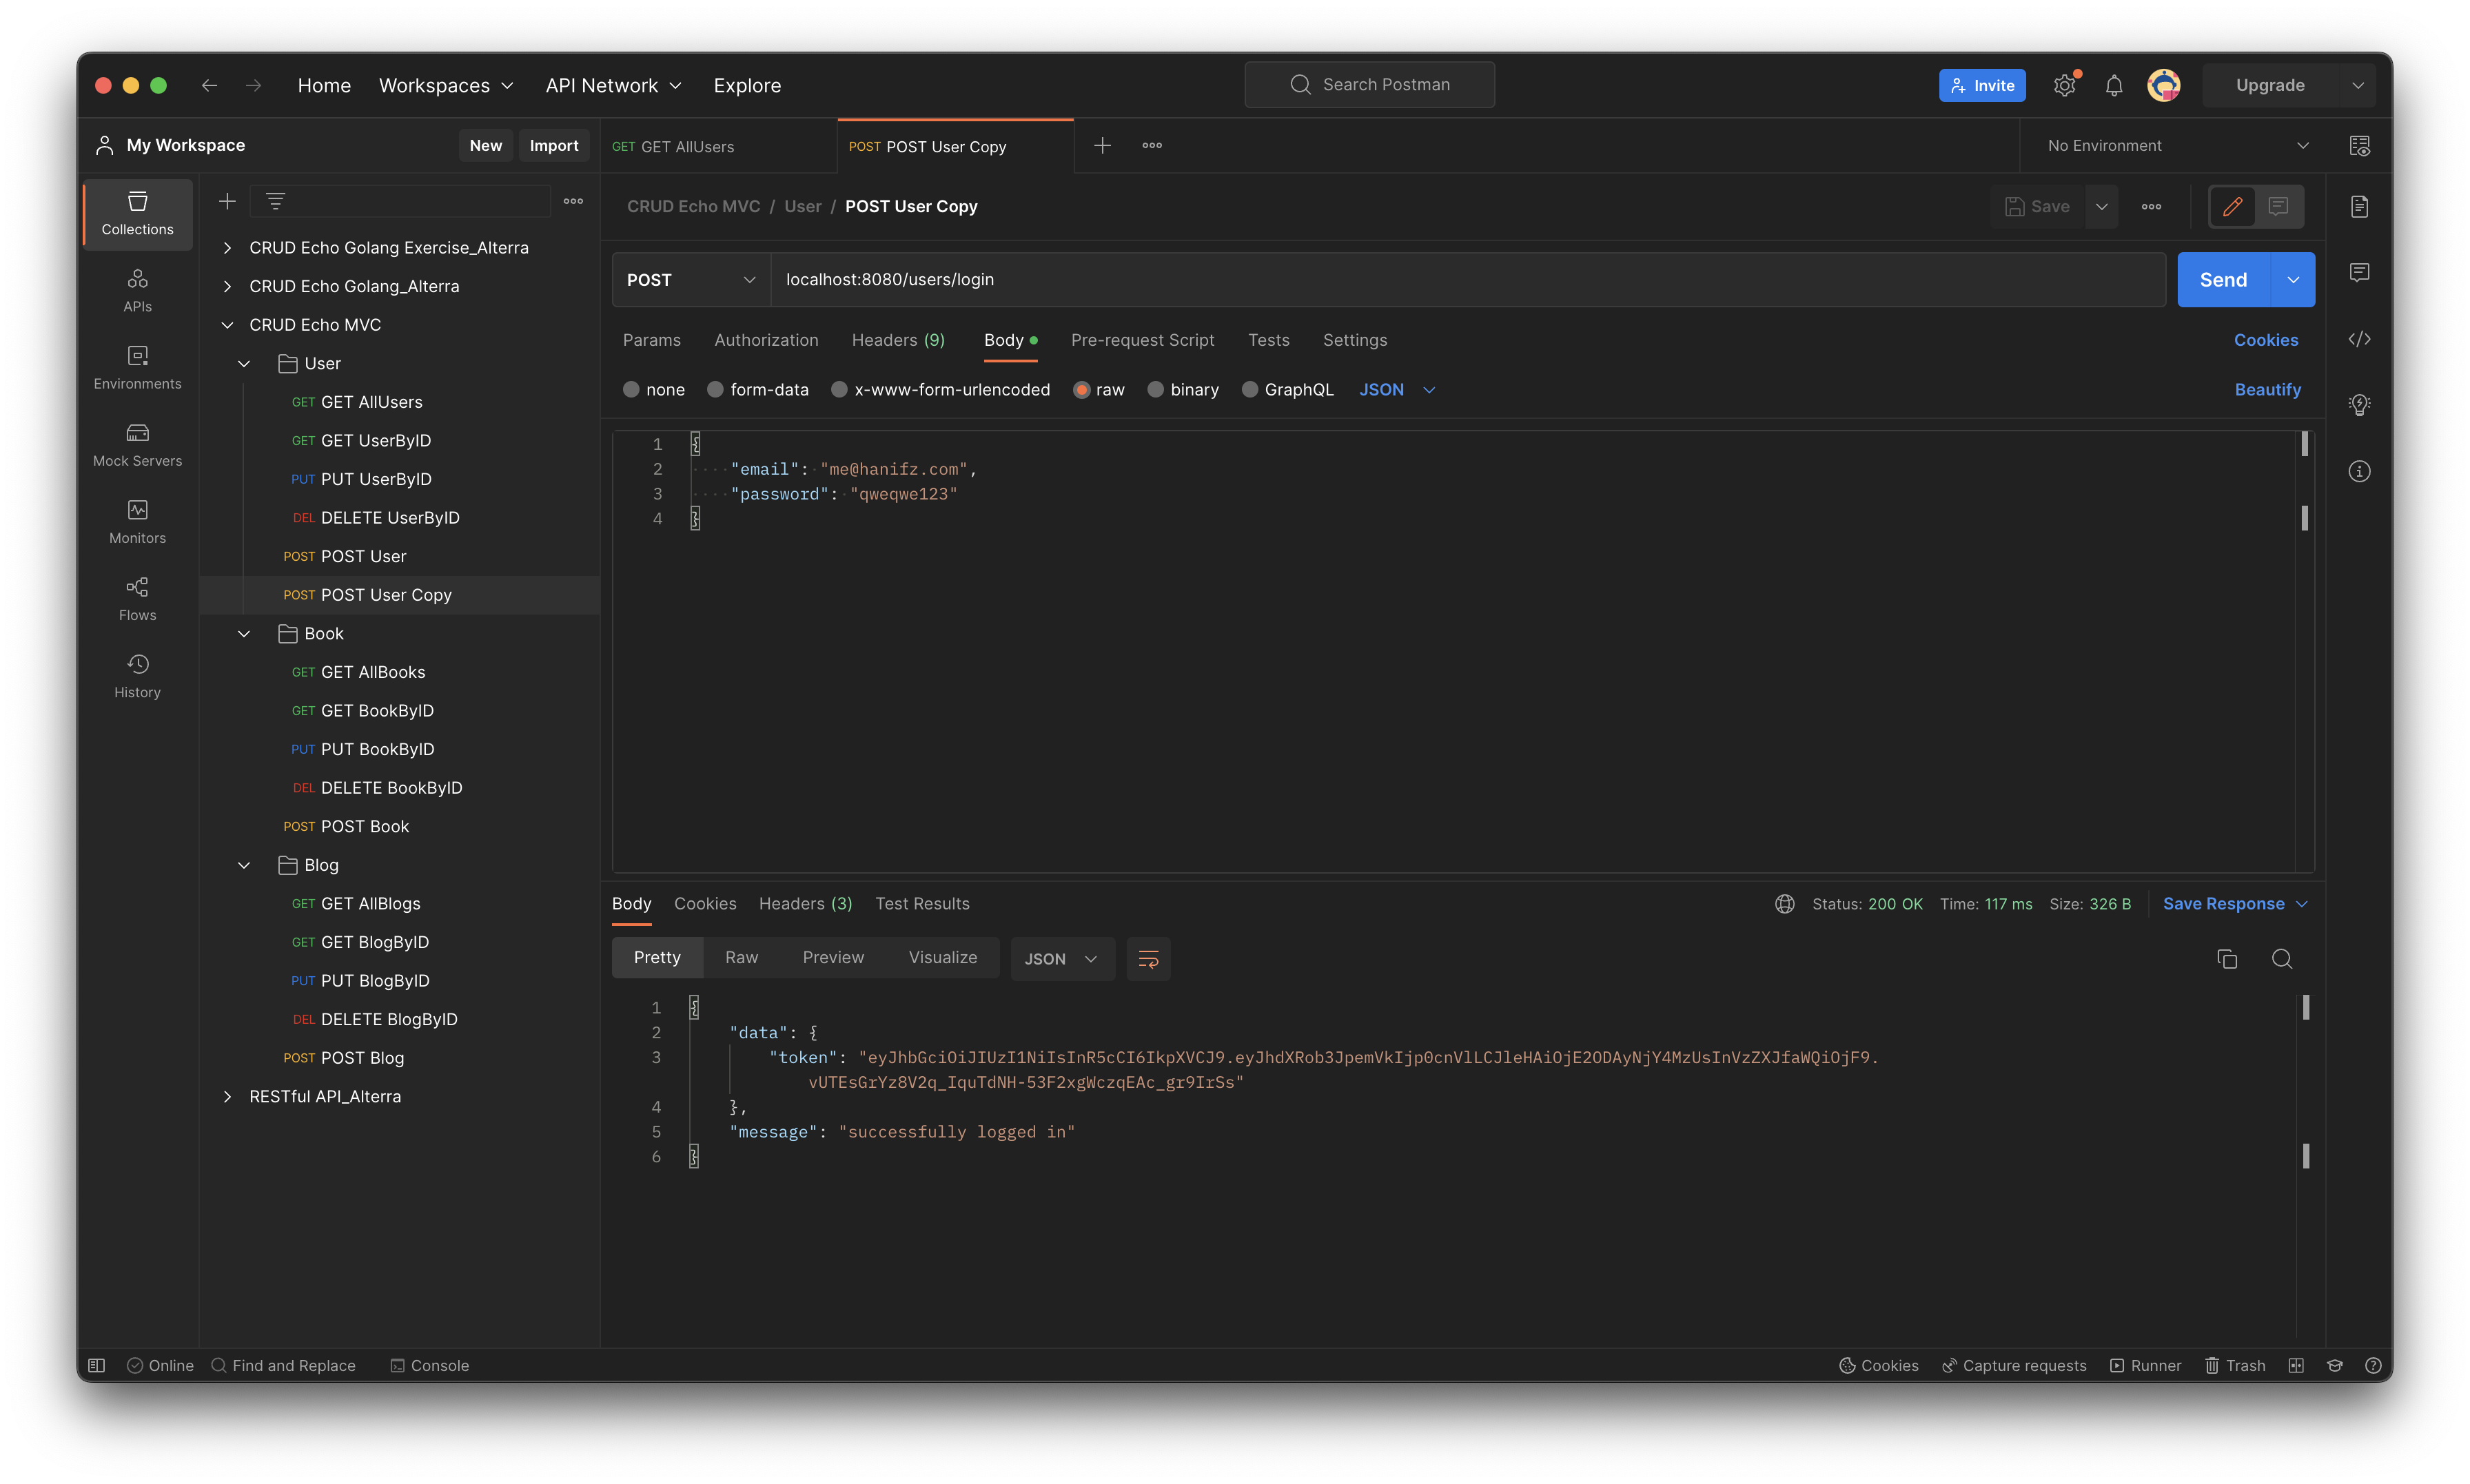 Home Workspaces API Network Explore Search Postman Invite Upgrade
My Workspace New Import GET GET AllUsers POST POST User Copy No Environment
Collections
APIs
Environments
Mock Servers
Monitors
Flows
History
CRUD Echo Golang Exercise_Alterra
CRUD Echo Golang_Alterra
CRUD Echo MVC
User
GET GET AllUsers
GET GET UserByID
PUT PUT UserByID
DEL DELETE UserByID
POST POST User
POST POST User Copy
Book
GET GET AllBooks
GET GET BookByID
PUT PUT BookByID
DEL DELETE BookByID
POST POST Book
Blog
GET GET AllBlogs
GET GET BlogByID
PUT PUT BlogByID
DEL DELETE BlogByID
POST POST Blog
RESTful API_Alterra
CRUD Echo MVC / User / POST User Copy Save
POST localhost:8080/users/login Send
Params Authorization Headers (9) Body Pre-request Script Tests Settings Cookies
none form-data x-www-form-urlencoded raw binary GraphQL JSON Beautify
1 {
2 "email": "me@hanifz.com",
3 "password": "qweqwe123"
4 }
Body Cookies Headers (3) Test Results Status: 200 OK Time: 117 ms Size: 326 B Save Response
Pretty Raw Preview Visualize JSON
1 {
2 "data": {
3 "token": "eyJhbGciOiJIUzI1NiIsInR5cCI6IkpXVCJ9.eyJhdXRob3JpemVkIjp0cnVlLCJleHAiOjE2ODAyNjY4MzUsInVzZXJfaWQiOjF9.
vUTEsGrYz8V2q_IquTdNH-53F2xgWczqEAc_gr9IrSs"
4 },
5 "message": "successfully logged in"
6 }
Online Find and Replace Console Cookies Capture requests Runner Trash